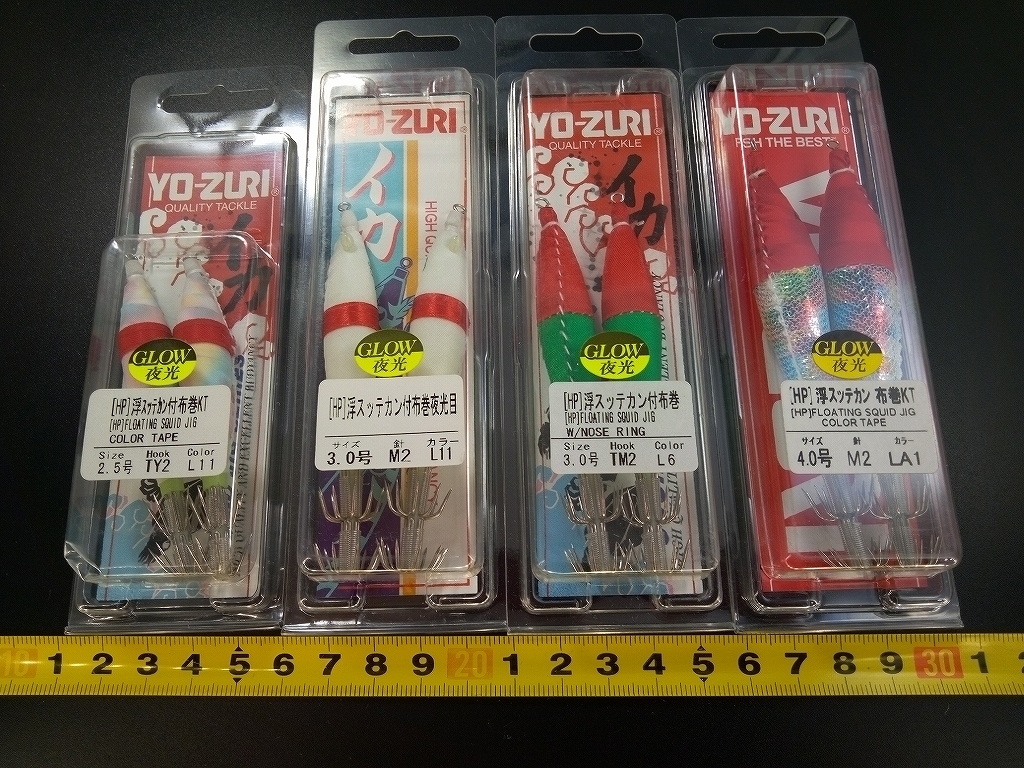 YO-ZURI
QUALITY TACKLE
イカ
GLOW
夜光
[HP]浮スッテカン付布巻KT
[HP]FLOATING SQUID JIG
COLOR TAPE
Size Hook Color
2.5号 TY2 L11
YO-ZURI®
イカ
GLOW
夜光
[HP]浮スッテカン付布巻夜光目
サイズ 針 カラー
3.0号 M2 L11
YO-ZURI®
QUALITY TACKLE
イカ
GLOW
夜光
[HP]浮スッテカン付布巻
[HP]FLOATING SQUID JIG
W/NOSE RING
Size Hook Color
3.0号 TM2 L6
YO-ZURI®
FISH THE BEST
GLOW
夜光
[HP]浮スッテカン 布巻KT
[HP]FLOATING SQUID JIG
COLOR TAPE
サイズ 針 カラー
4.0号 M2 LA1
10 1 2 3 4 5 6 7 8 9 20 1 2 3 4 5 6 7 8 9 30 1